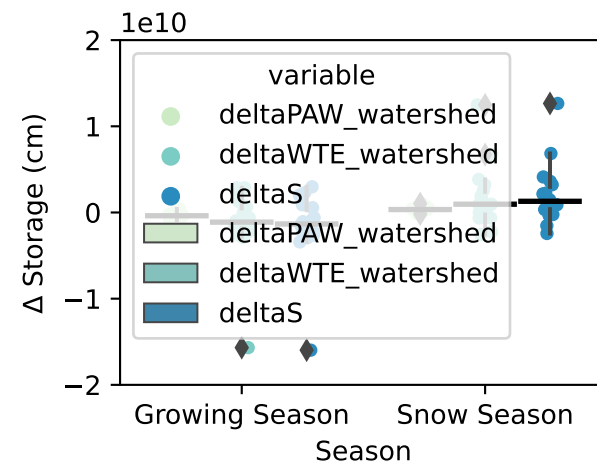 1e10
2
1
0
−1
−2
Δ Storage (cm)
variable
deltaPAW_watershed
deltaWTE_watershed
deltaS
deltaPAW_watershed
deltaWTE_watershed
deltaS
Growing Season
Snow Season
Season